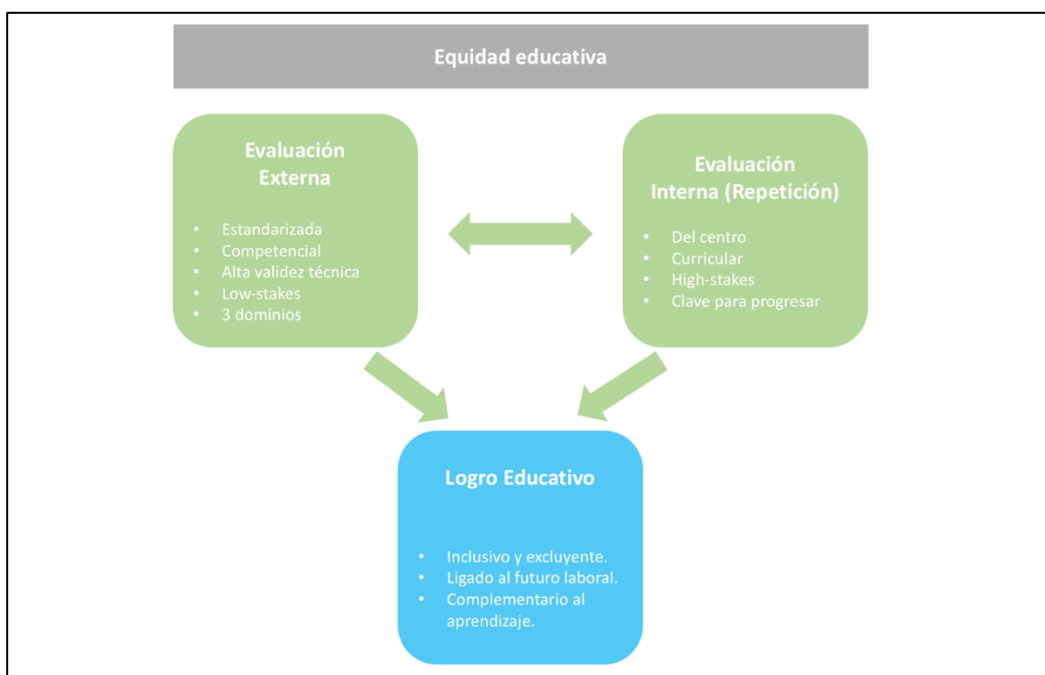 Equidad educativa
Evaluación
Externa
• Estandarizada
• Competencial
• Alta validez técnica
• Low-stakes
• 3 dominios
Evaluación
Interna (Repetición)
• Del centro
• Curricular
• High-stakes
• Clave para progresar
Logro Educativo
• Inclusivo y excluyente.
• Ligado al futuro laboral.
• Complementario al
aprendizaje.